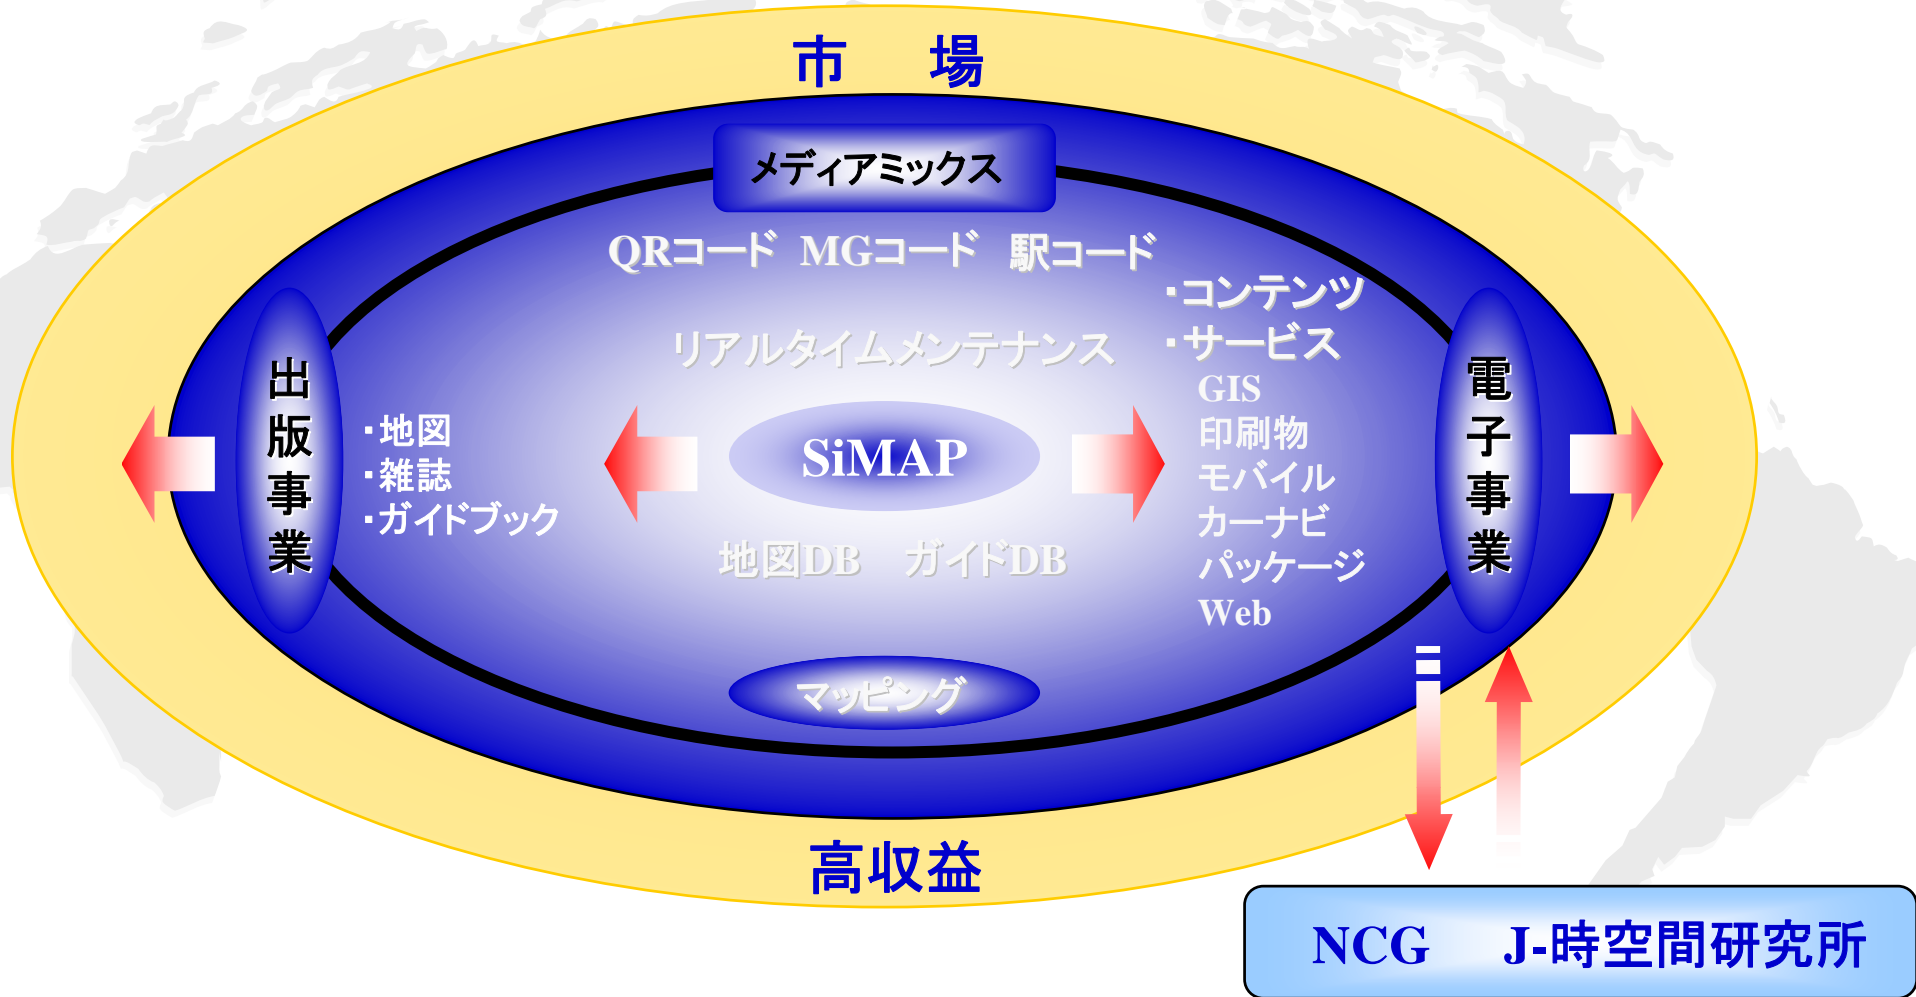 市　場
メディアミックス
QRコード　MGコード　駅コード
リアルタイムメンテナンス
出版事業
・地図
・雑誌
・ガイドブック
SiMAP
地図DB　ガイドDB
・コンテンツ
・サービス
GIS
印刷物
モバイル
カーナビ
パッケージ
Web
電子事業
マッピング
高収益
NCG　J-時空間研究所